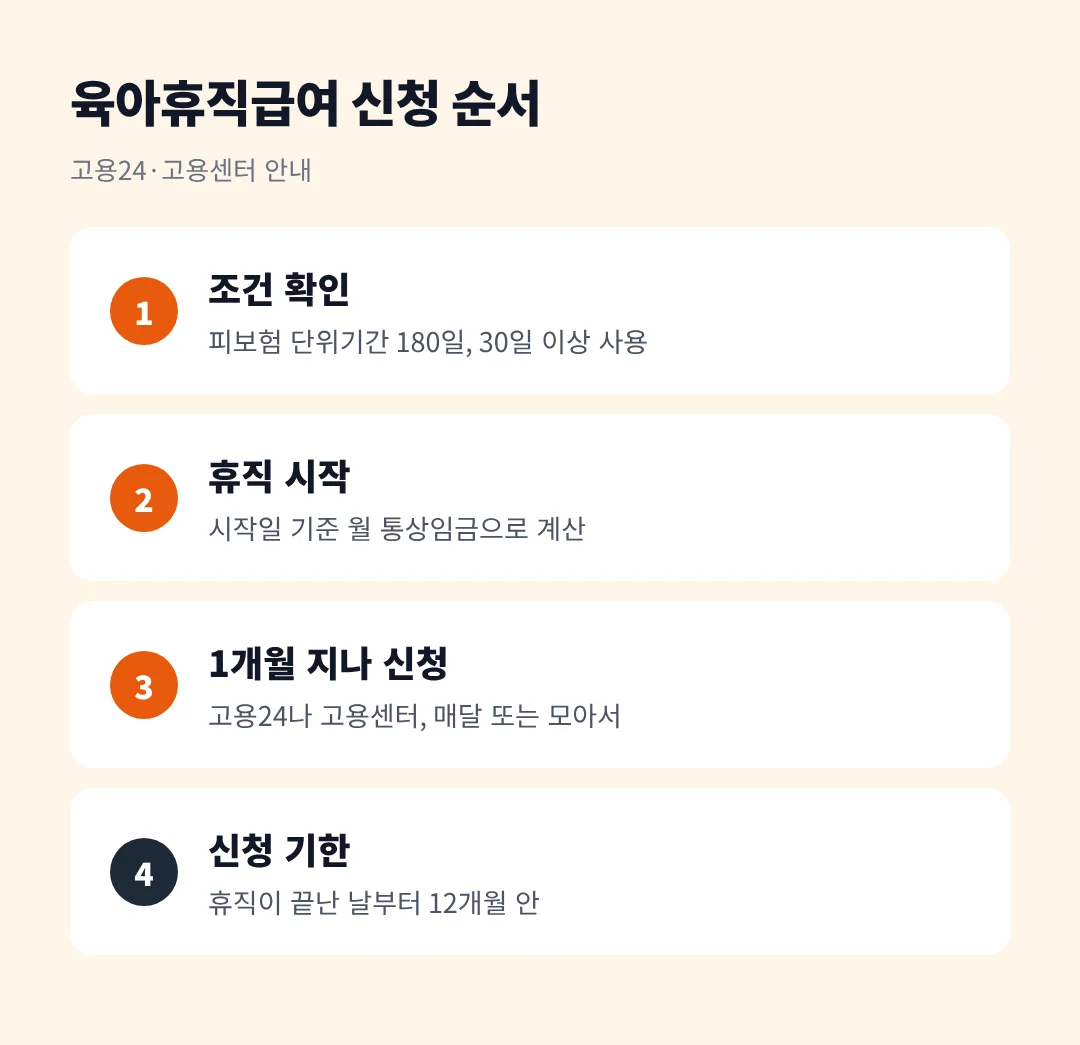 육아휴직급여 신청 순서
고용24·고용센터 안내
1
조건 확인
피보험 단위기간 180일, 30일 이상 사용
2
휴직 시작
시작일 기준 월 통상임금으로 계산
3
1개월 지나 신청
고용24나 고용센터, 매달 또는 모아서
4
신청 기한
휴직이 끝난 날부터 12개월 안